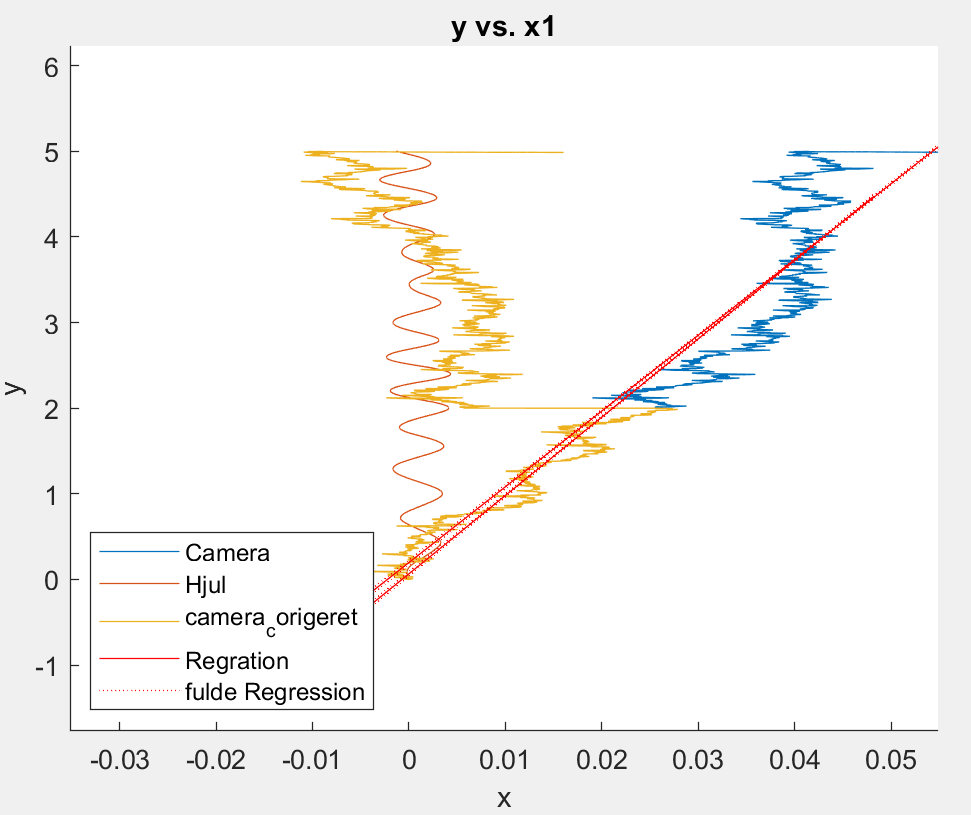 y vs. x1
6
5
4
3
2
1
0
-1
y
Camera
Hjul
camera_corigeret
Regration
fulde Regression
-0.03 -0.02 -0.01 0 0.01 0.02 0.03 0.04 0.05
x